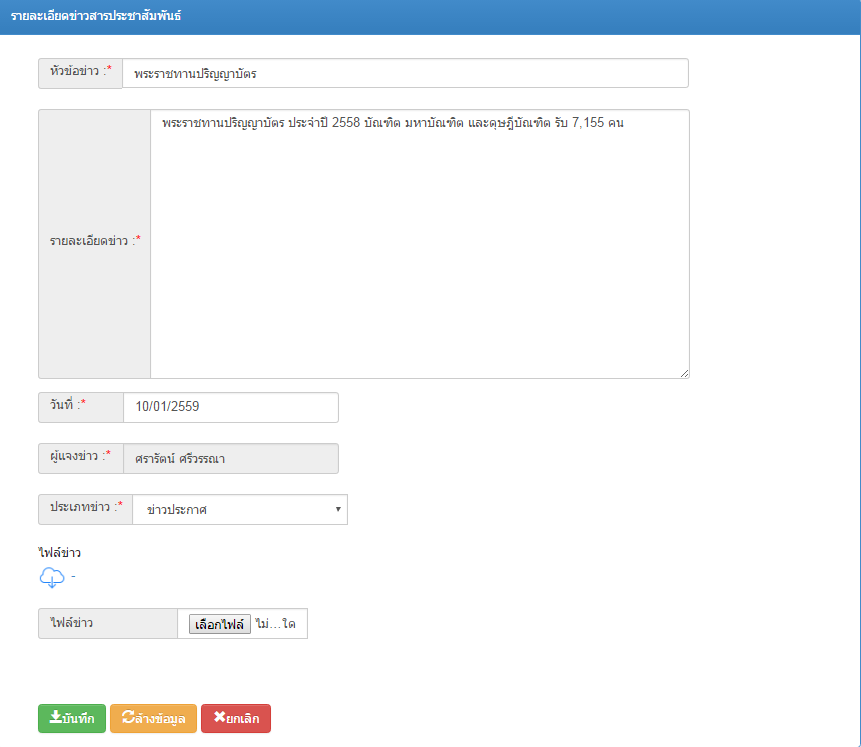 รายละเอียดข่าวสารประชาสัมพันธ์
หัวข้อข่าว :* พระราชทานปริญญาบัตร
พระราชทานปริญญาบัตร ประจำปี 2558 บัณฑิต มหาบัณฑิต และดุษฎีบัณฑิต รับ 7,155 คน
รายละเอียดข่าว :*
วันที่ :* 10/01/2559
ผู้แจงข่าว :* ศรารัตน์ ศรีวรรณา
ประเภทข่าว :* ข่าวประกาศ
ไฟล์ข่าว
-
ไฟล์ข่าว เลือกไฟล์ ไม่...ใด
บันทึก ล้างข้อมูล ยกเลิก